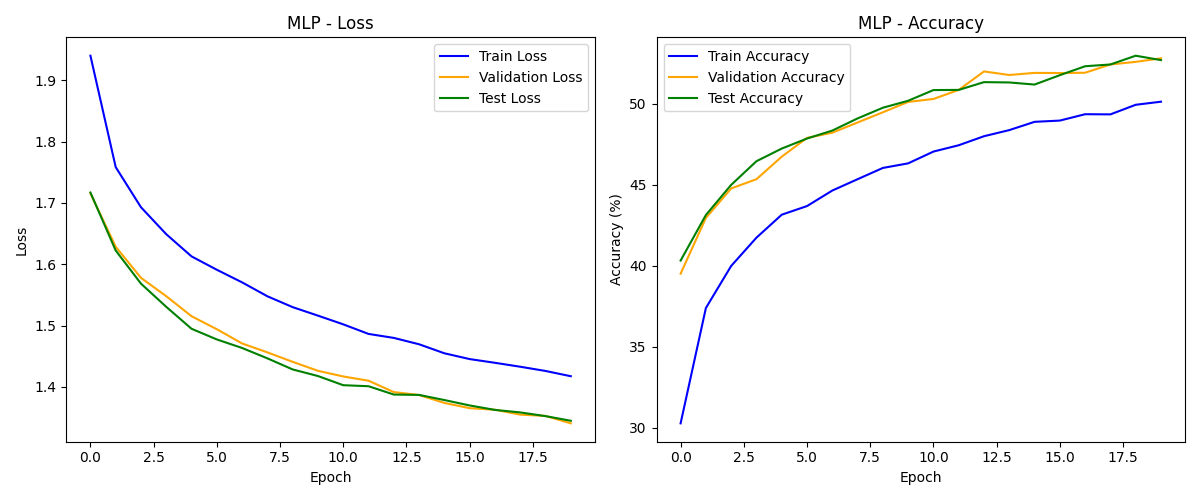 MLP - Loss
Train Loss
Validation Loss
Test Loss
1.9
1.8
1.7
1.6
1.5
1.4
Loss
0.0 2.5 5.0 7.5 10.0 12.5 15.0 17.5
Epoch
MLP - Accuracy
Train Accuracy
Validation Accuracy
Test Accuracy
50
45
40
35
30
Accuracy (%)
0.0 2.5 5.0 7.5 10.0 12.5 15.0 17.5
Epoch